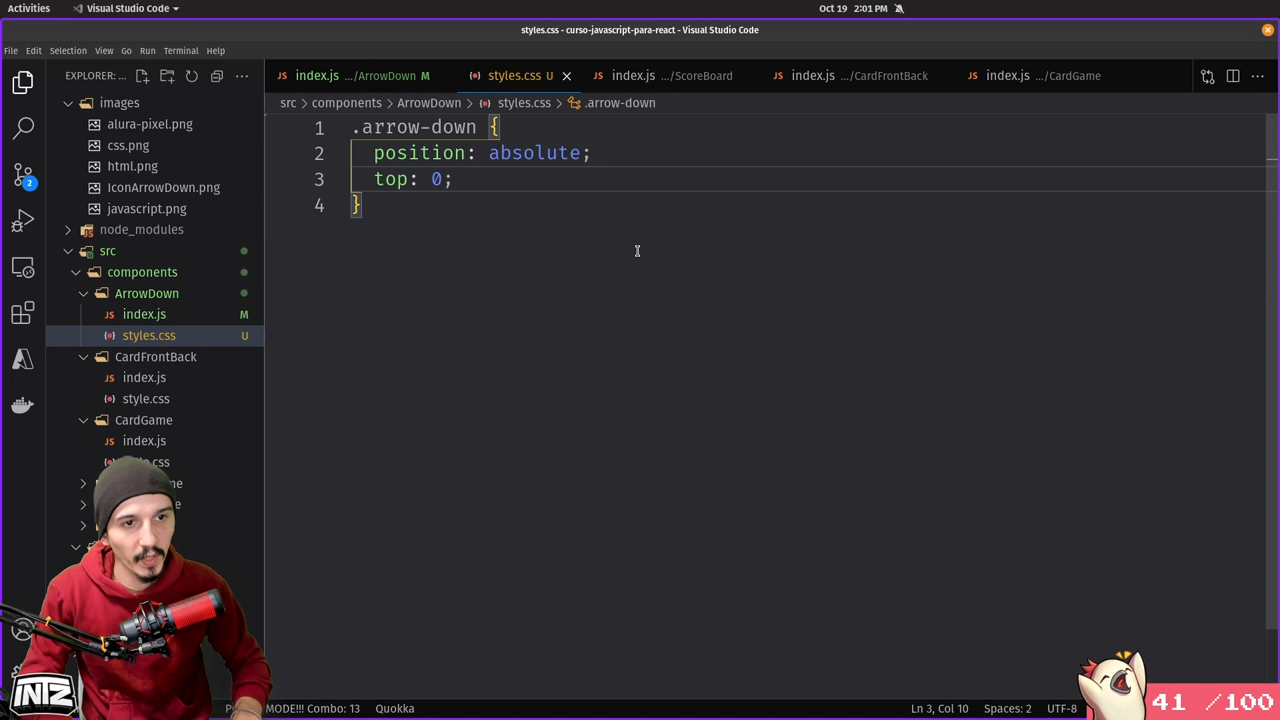 Activities
Visual Studio Code
Oct 19 2:01 PM
styles.css - curso-javascript-para-react - Visual Studio Code
File Edit Selection View Go Run Terminal Help
EXPLORER: ...
index.js .../ArrowDown M
styles.css U
index.js .../ScoreBoard
index.js .../CardFrontBack
index.js .../CardGame
src > components > ArrowDown > styles.css > .arrow-down
images
alura-pixel.png
css.png
html.png
IconArrowDown.png
javascript.png
node_modules
src
components
ArrowDown
index.js M
styles.css U
CardFrontBack
index.js
style.css
CardGame
index.js
2
1 .arrow-down {
2 position: absolute;
3 top: 0;
4 }
MODE!!! Combo: 13
Quokka
Ln 3, Col 10
Spaces: 2
UTF-8
INTZ
41 /100